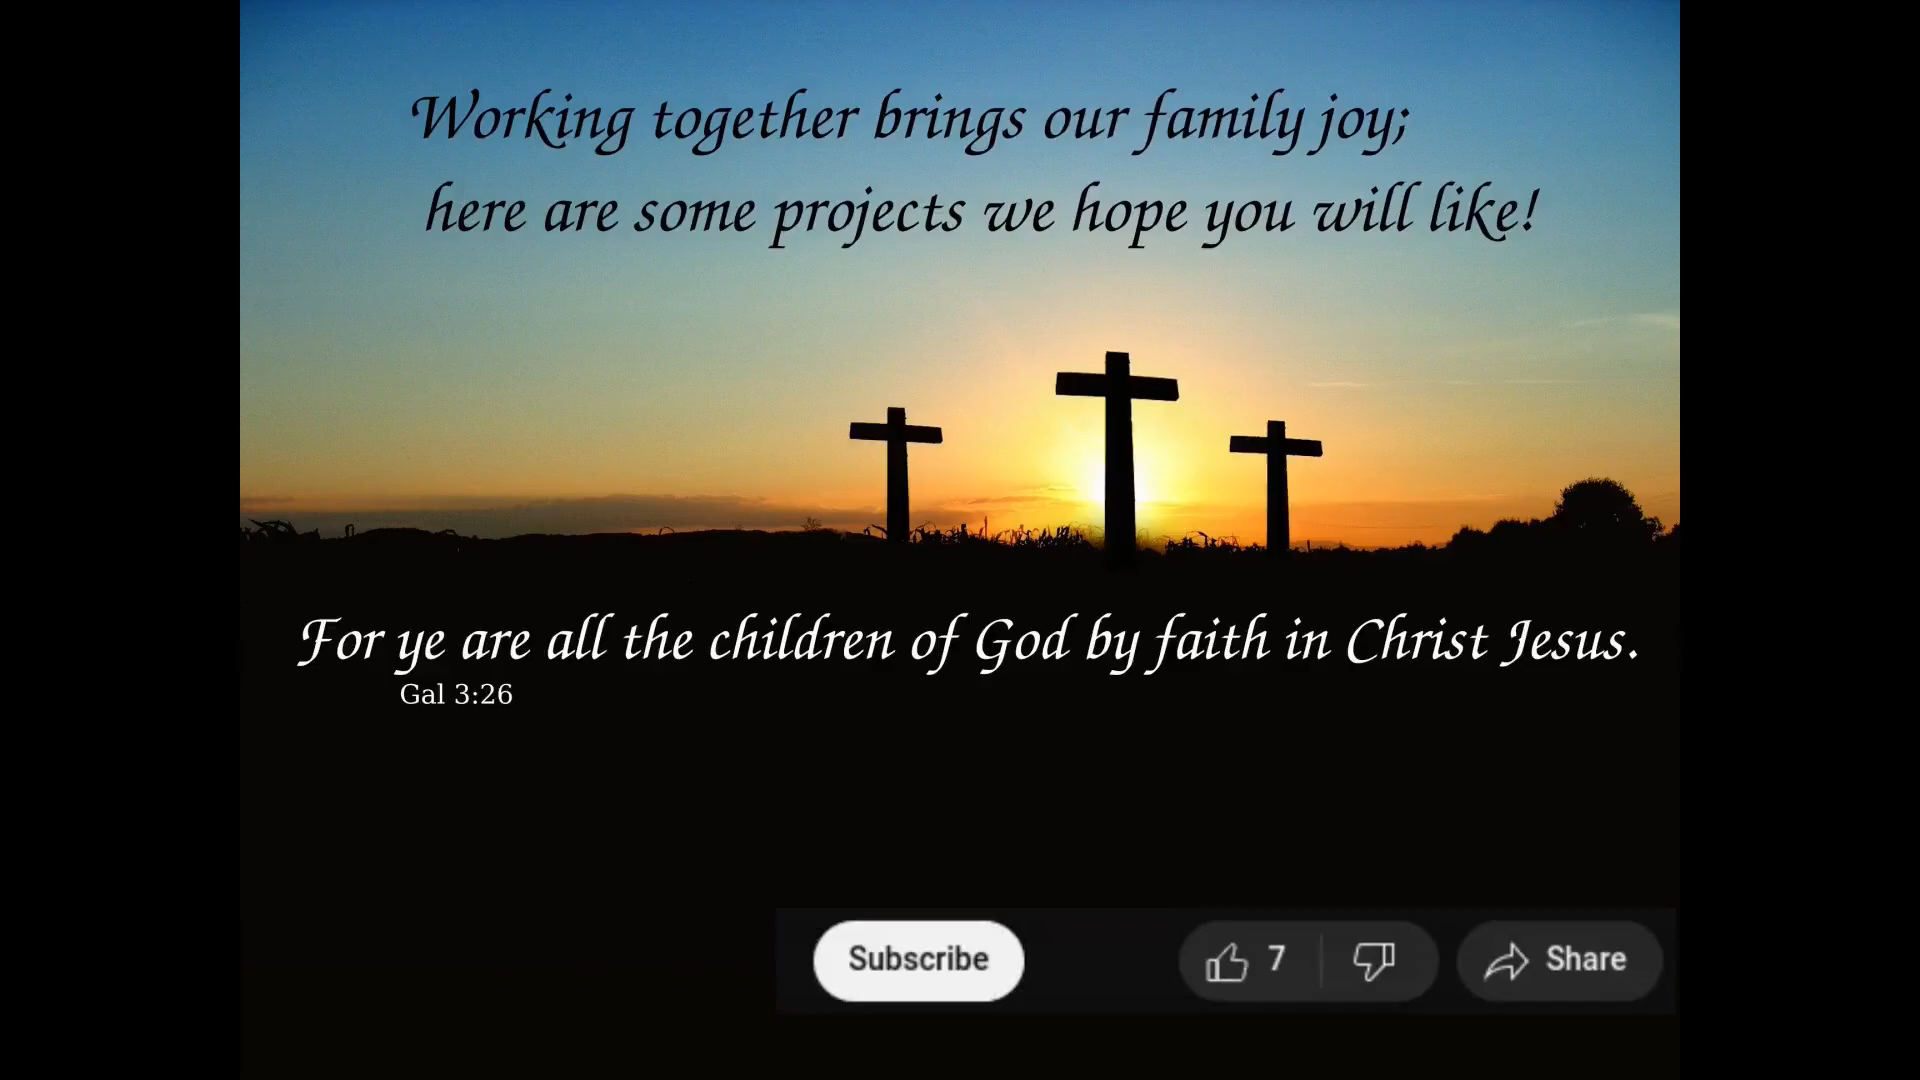 Working together brings our family joy;
here are some projects we hope you will like!
For ye are all the children of God by faith in Christ Jesus.
Gal 3:26
Subscribe
7
Share